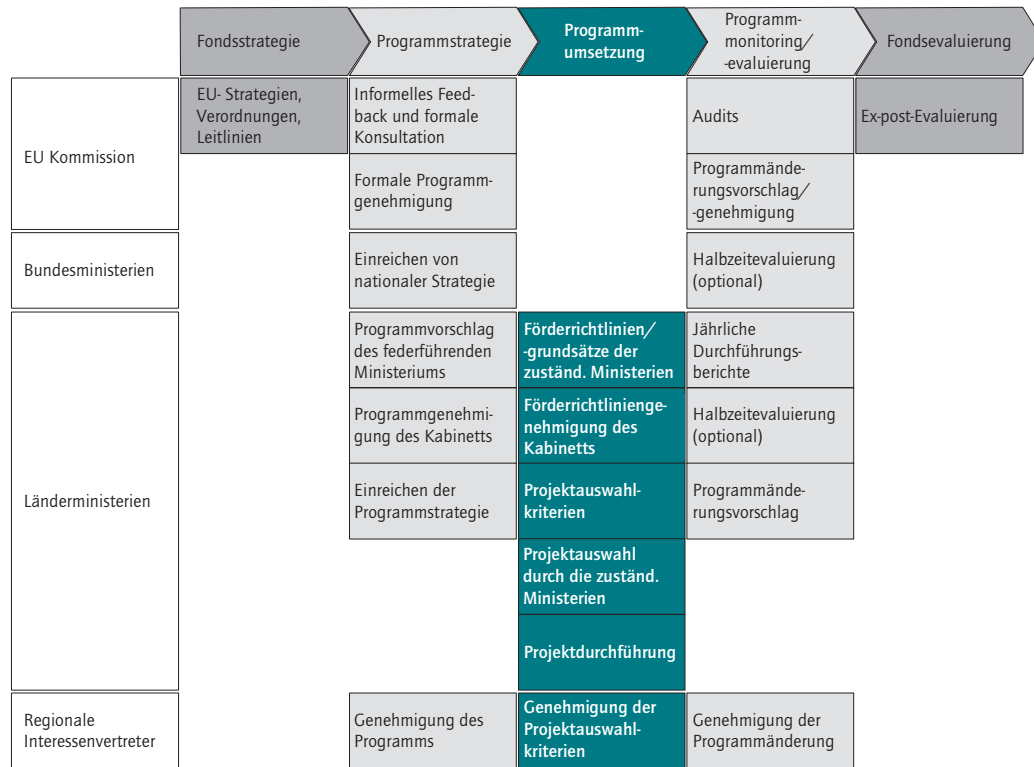 Fondsstrategie
Programmstrategie
Programm-
umsetzung
Programm-
monitoring/
-evaluierung
Fondsevaluierung
EU Kommission
EU- Strategien,
Verordnungen,
Leitlinien
Informelles Feed-
back und formale
Konsultation
Audits
Ex-post-Evaluierung
Formale Programm-
genehmigung
Programmände-
rungsvorschlag/
-genehmigung
Bundesministerien
Einreichen von
nationaler Strategie
Halbzeitevaluierung
(optional)
Länderministerien
Programmvorschlag
des federführenden
Ministeriums
Förderrichtlinien/
-grundsätze der
zuständ. Ministerien
Jährliche
Durchführungs-
berichte
Programmgenehmi-
gung des Kabinetts
Förderrichtlinienge-
nehmigung des
Kabinetts
Halbzeitevaluierung
(optional)
Einreichen der
Programmstrategie
Projektauswahl-
kriterien
Programmände-
rungsvorschlag
Projektauswahl
durch die zuständ.
Ministerien
Projektdurchführung
Regionale
Interessenvertreter
Genehmigung des
Programms
Genehmigung der
Projektauswahl-
kriterien
Genehmigung der
Programmänderung